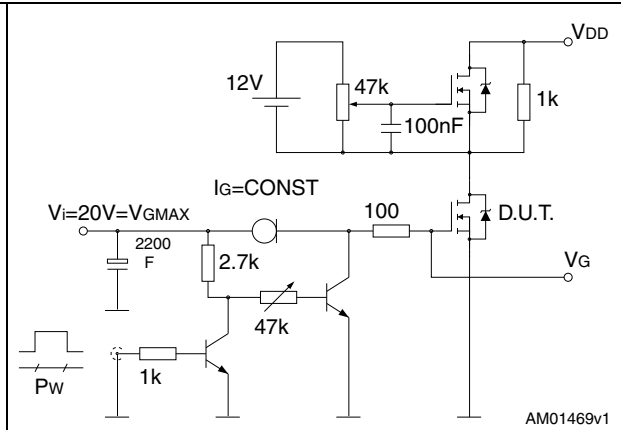 VDD
12V
47k
1k
100nF
IG=CONST
Vi=20V=VGMAX
100
D.U.T.
2200
F
2.7k
VG
47k
1k
PW
AM01469v1